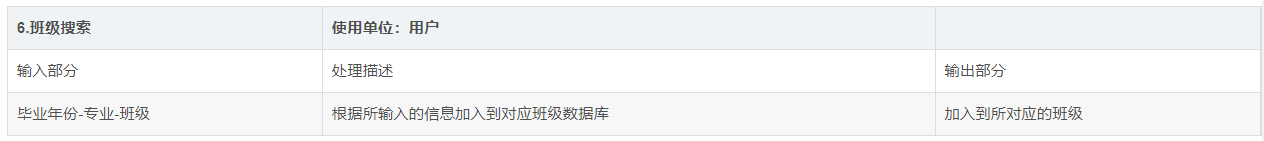 6.班级搜索 使用单位：用户
输入部分 处理描述 输出部分
毕业年份-专业-班级 根据所输入的信息加入到对应班级数据库 加入到所对应的班级